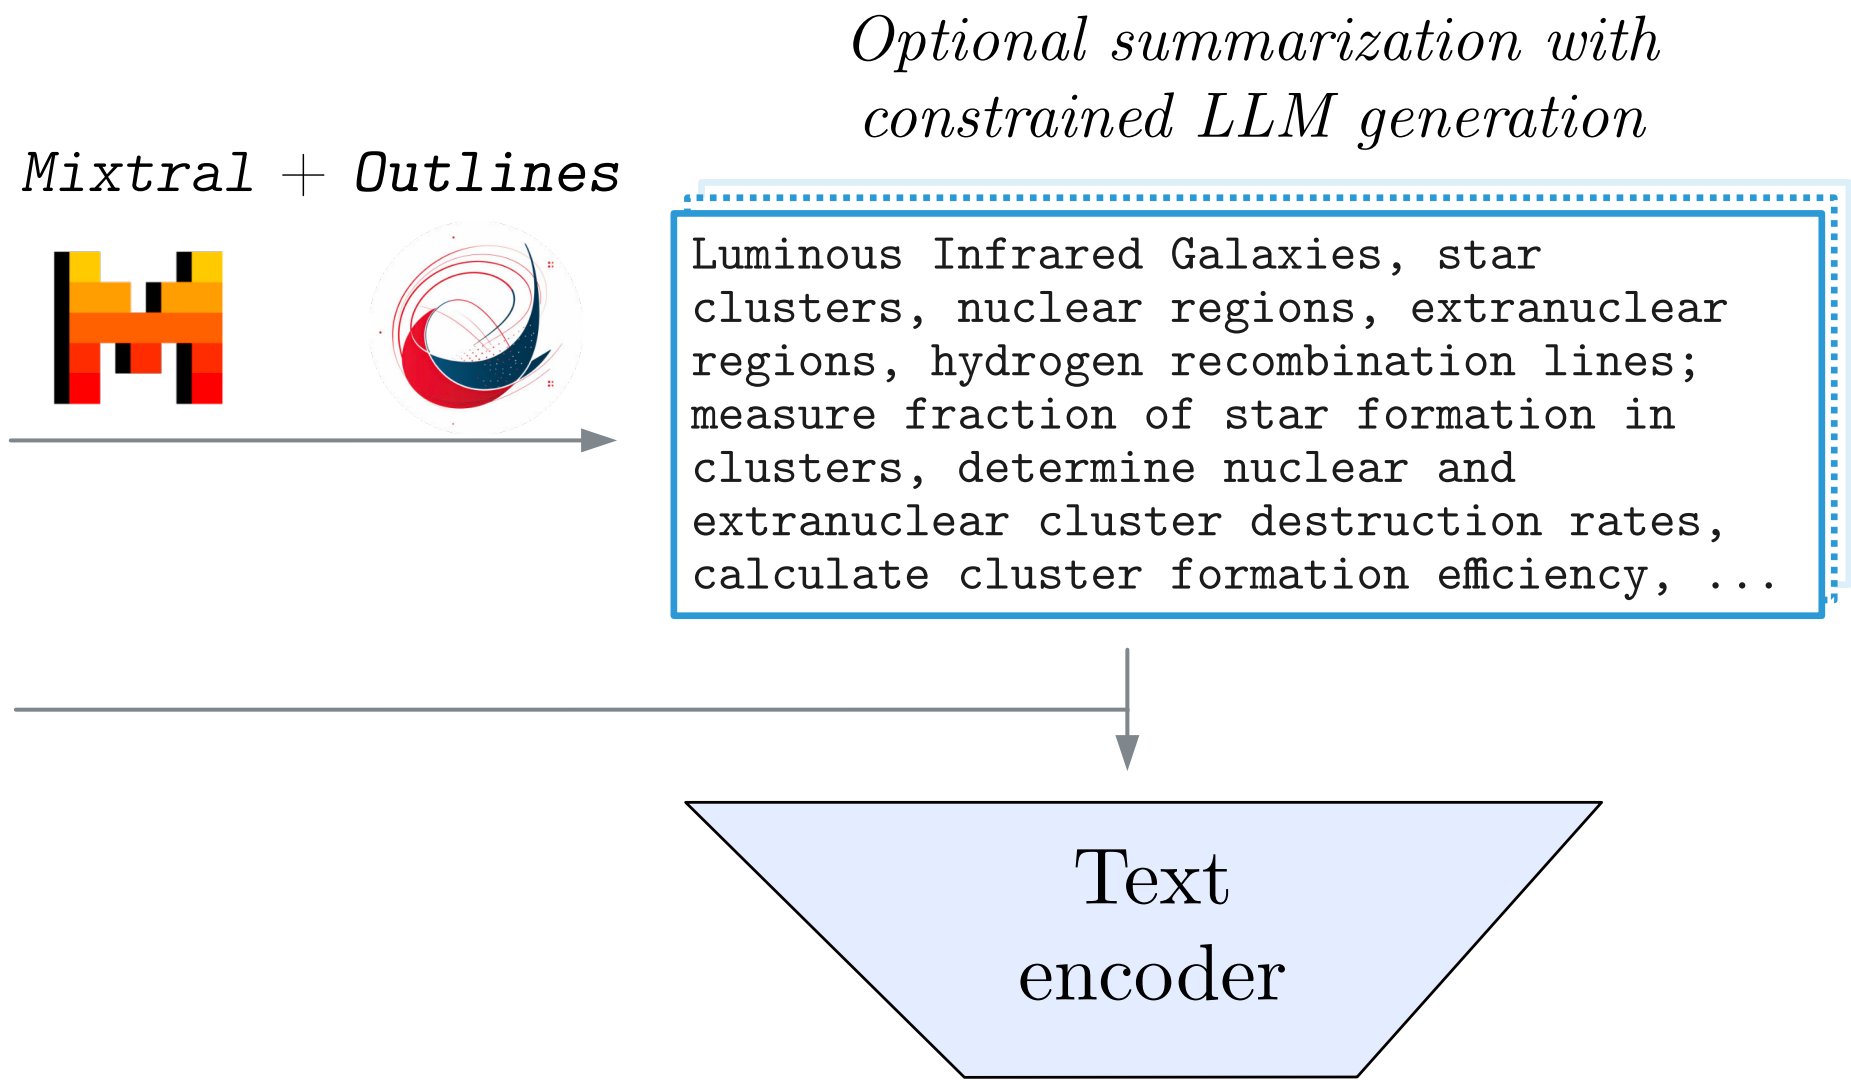 Optional summarization with
constrained LLM generation
Mixtral + Outlines
Luminous Infrared Galaxies, star
clusters, nuclear regions, extranuclear
regions, hydrogen recombination lines;
measure fraction of star formation in
clusters, determine nuclear and
extranuclear cluster destruction rates,
calculate cluster formation efficiency, ...
Text
encoder